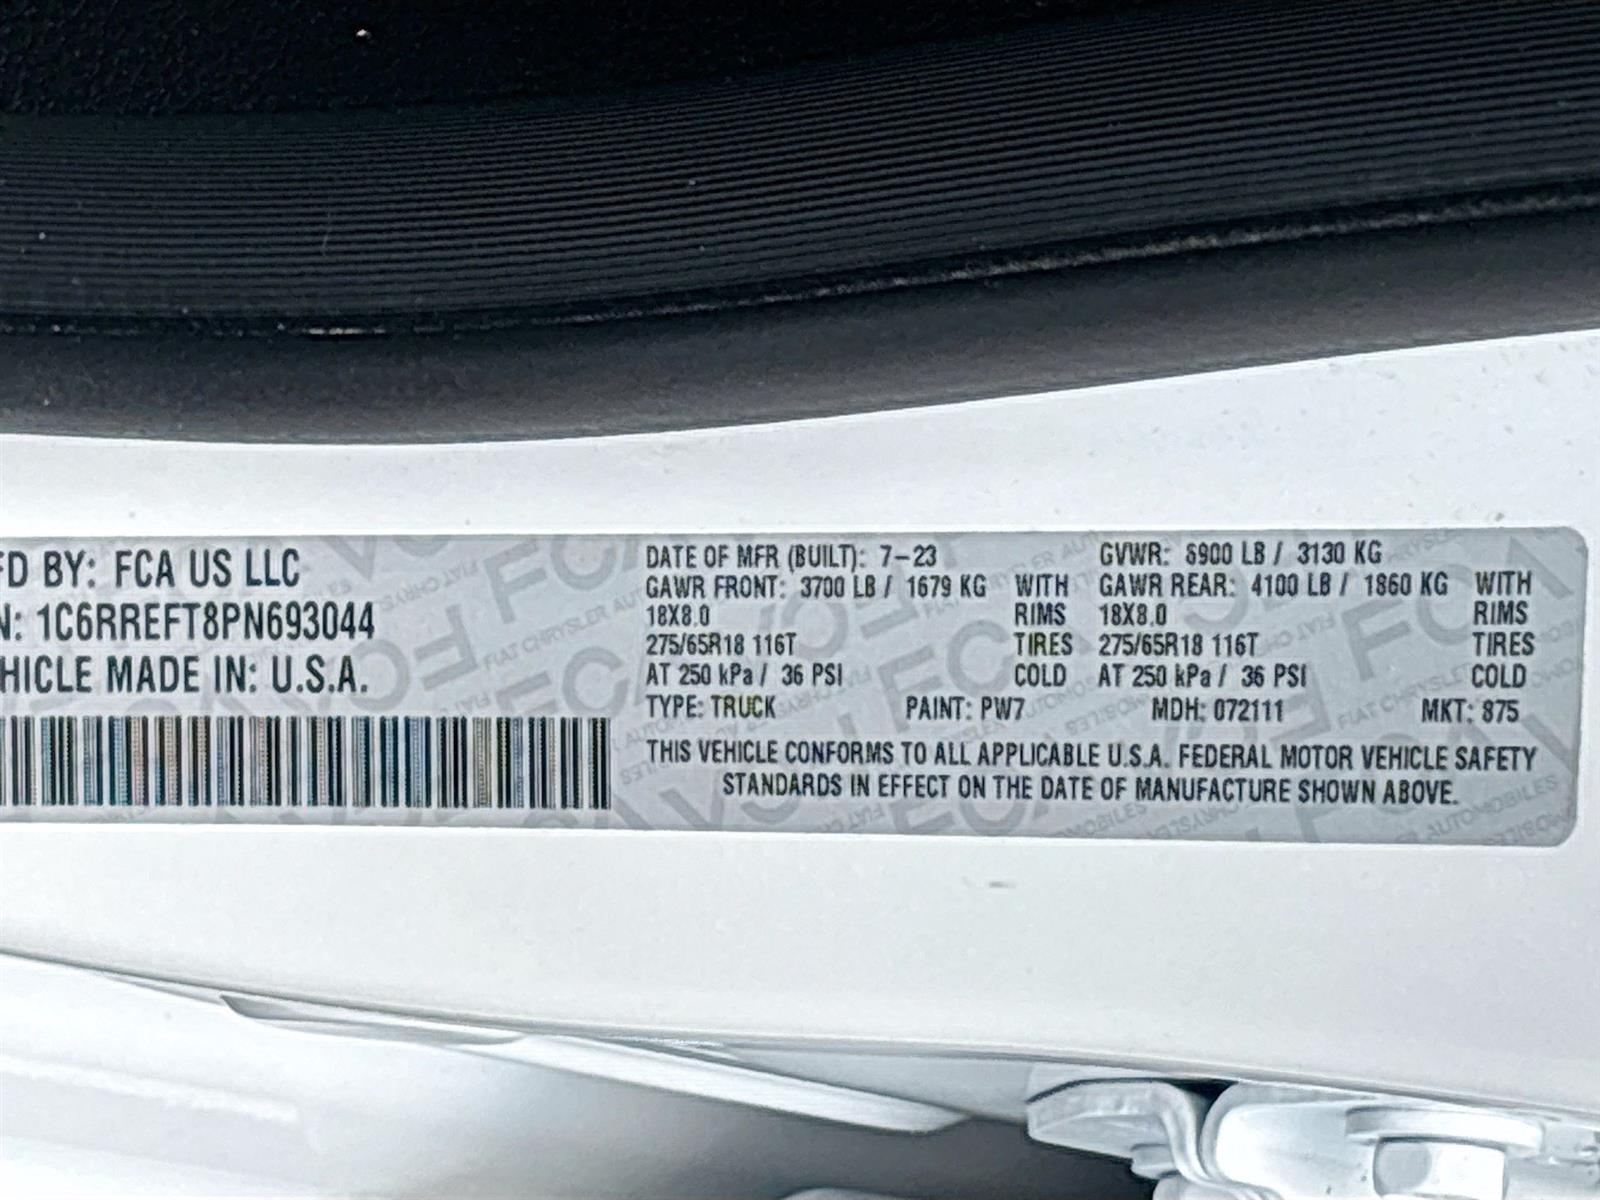 FD BY: FCA US LLC
N: 1C6RREFT8PN693044
HICLE MADE IN: U.S.A.
DATE OF MFR (BUILT): 7-23 GVWR: 6900 LB / 3130 KG
GAWR FRONT: 3700 LB / 1679 KG WITH GAWR REAR: 4100 LB / 1860 KG WITH
18X8.0 RIMS 18X8.0 RIMS
275/65R18 116T TIRES 275/65R18 116T TIRES
AT 250 kPa / 36 PSI COLD AT 250 kPa / 36 PSI COLD
TYPE: TRUCK PAINT: PW7 MDH: 072111 MKT: 875
THIS VEHICLE CONFORMS TO ALL APPLICABLE U.S.A. FEDERAL MOTOR VEHICLE SAFETY
STANDARDS IN EFFECT ON THE DATE OF MANUFACTURE SHOWN ABOVE.